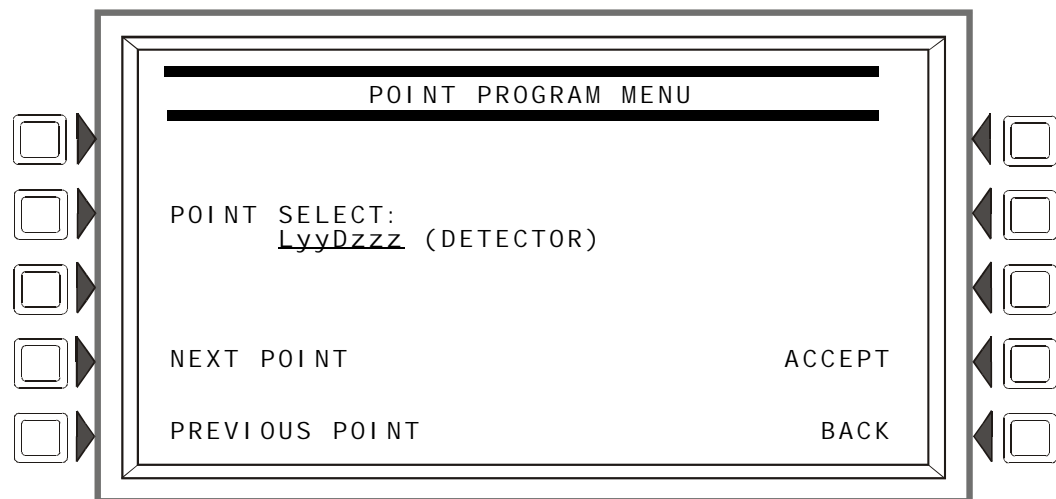 POINT PROGRAM MENU
POINT SELECT:
LyyDzzz (DETECTOR)
NEXT POINT ACCEPT
PREVIOUS POINT BACK